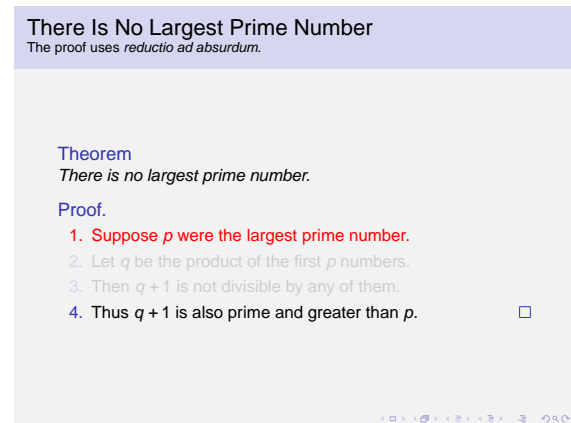 There Is No Largest Prime Number
The proof uses reductio ad absurdum.
Theorem
There is no largest prime number.
Proof.
1. Suppose p were the largest prime number.
2. Let q be the product of the first p numbers.
3. Then q + 1 is not divisible by any of them.
4. Thus q + 1 is also prime and greater than p.